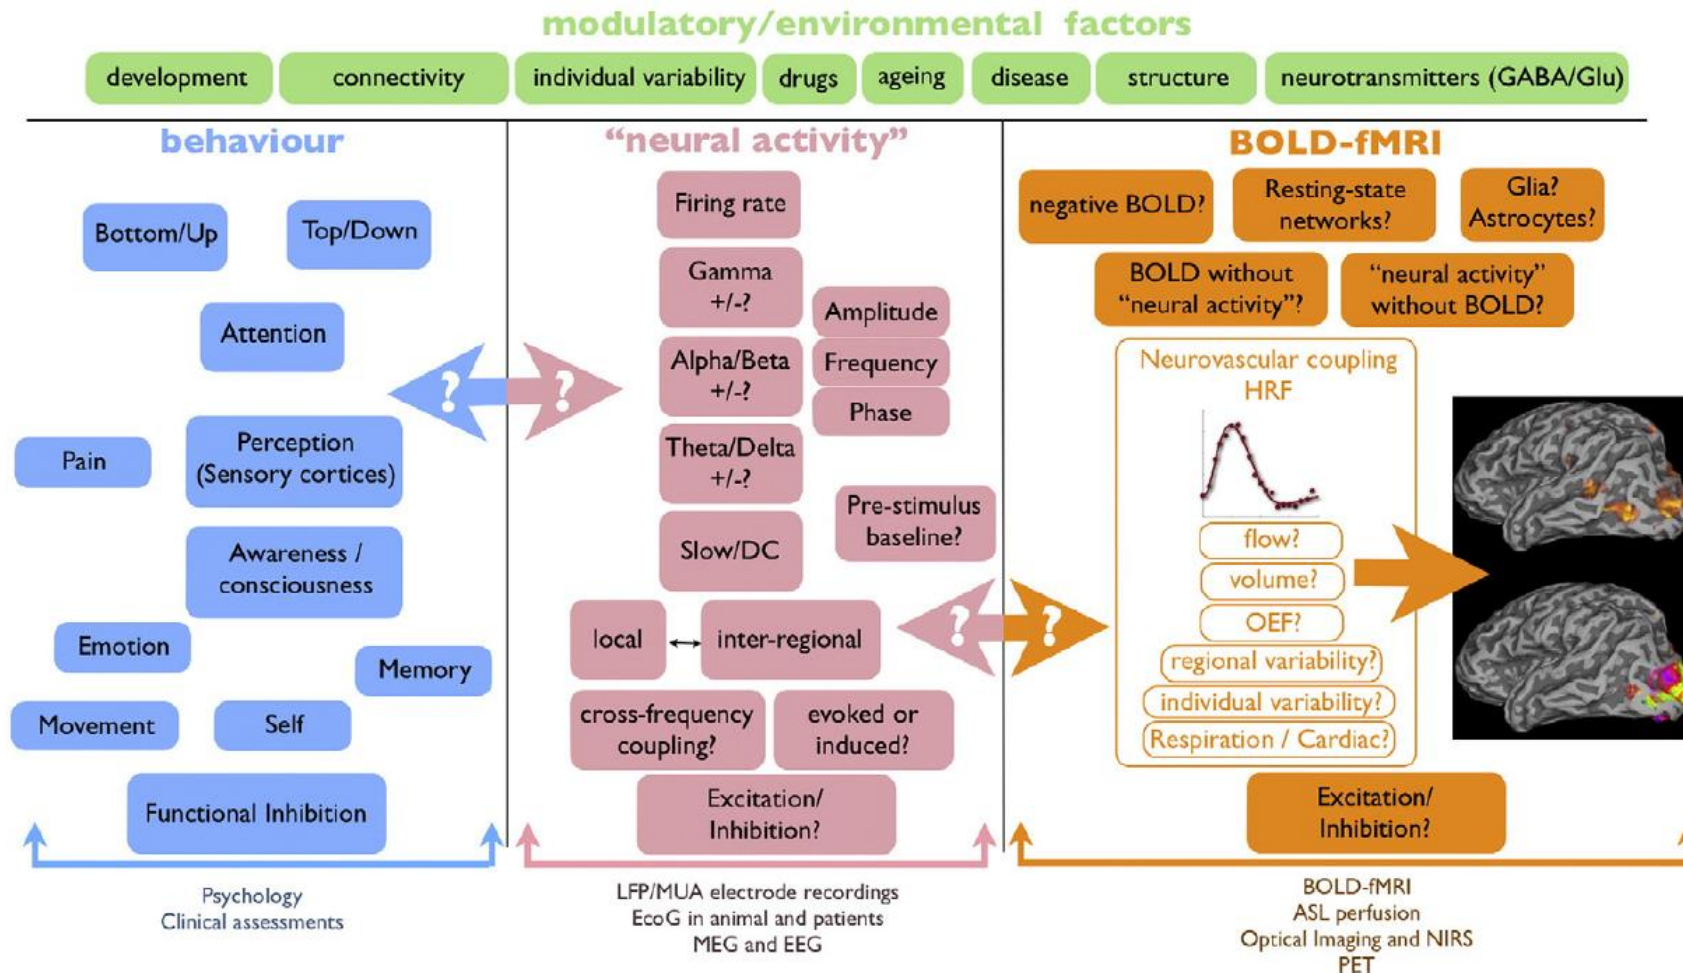 modulatory/environmental factors
development
connectivity
individual variability
drugs
ageing
disease
structure
neurotransmitters (GABA/Glu)
behaviour
Bottom/Up
Top/Down
Attention
?
Pain
Perception
(Sensory cortices)
Awareness /
consciousness
Emotion
Memory
Movement
Self
Functional Inhibition
Psychology
Clinical assessments
"neural activity"
Firing rate
Gamma
+/-?
Amplitude
?
Alpha/Beta
+/-?
Frequency
Phase
Theta/Delta
+/-?
Pre-stimulus
baseline?
Slow/DC
local
inter-regional
?
cross-frequency
coupling?
evoked or
induced?
Excitation/
Inhibition?
LFP/MUA electrode recordings
EcoG in animal and patients
MEG and EEG
BOLD-fMRI
negative BOLD?
Resting-state
networks?
Glia?
Astrocytes?
BOLD without
"neural activity"?
"neural activity"
without BOLD?
Neurovascular coupling
HRF
flow?
volume?
OEF?
?
regional variability?
individual variability?
Respiration / Cardiac?
Excitation/
Inhibition?
BOLD-fMRI
ASL perfusion
Optical Imaging and NIRS
PET